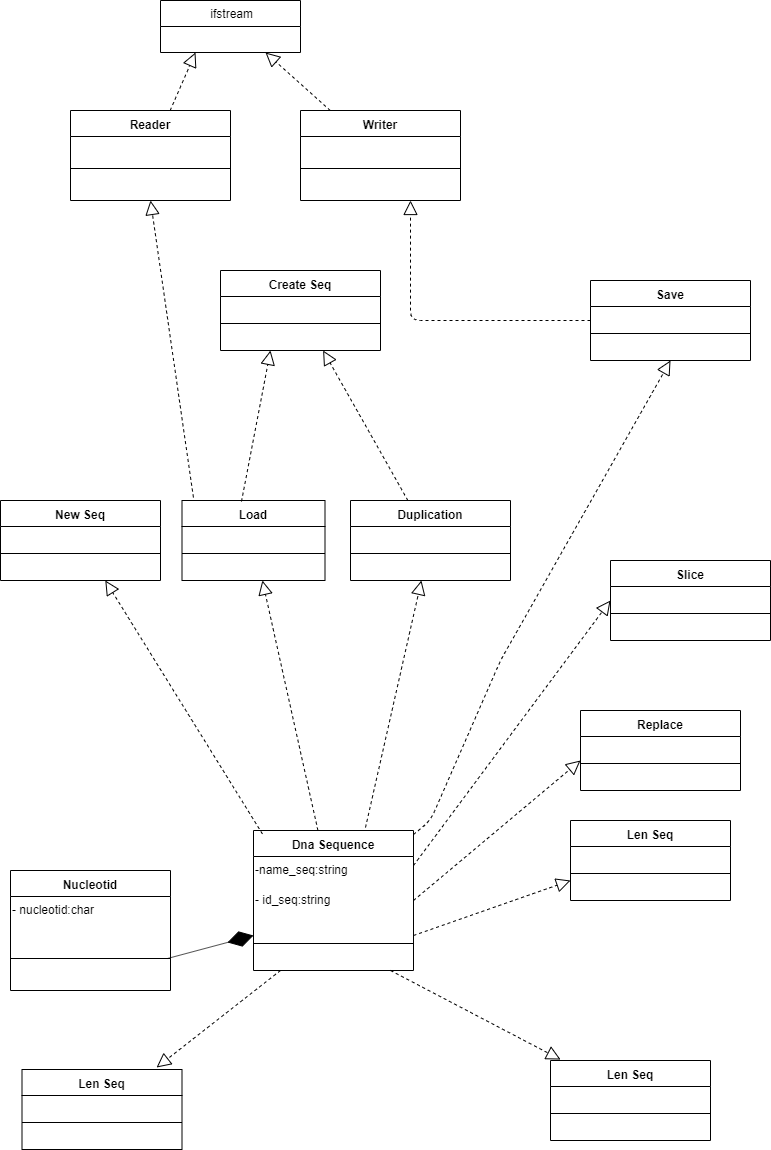 ifstream
Reader
Writer
Create Seq
Save
New Seq
Load
Duplication
Slice
Replace
Len Seq
Dna Sequence
-name_seq:string
- id_seq:string
Nucleotid
- nucleotid:char
Len Seq
Len Seq